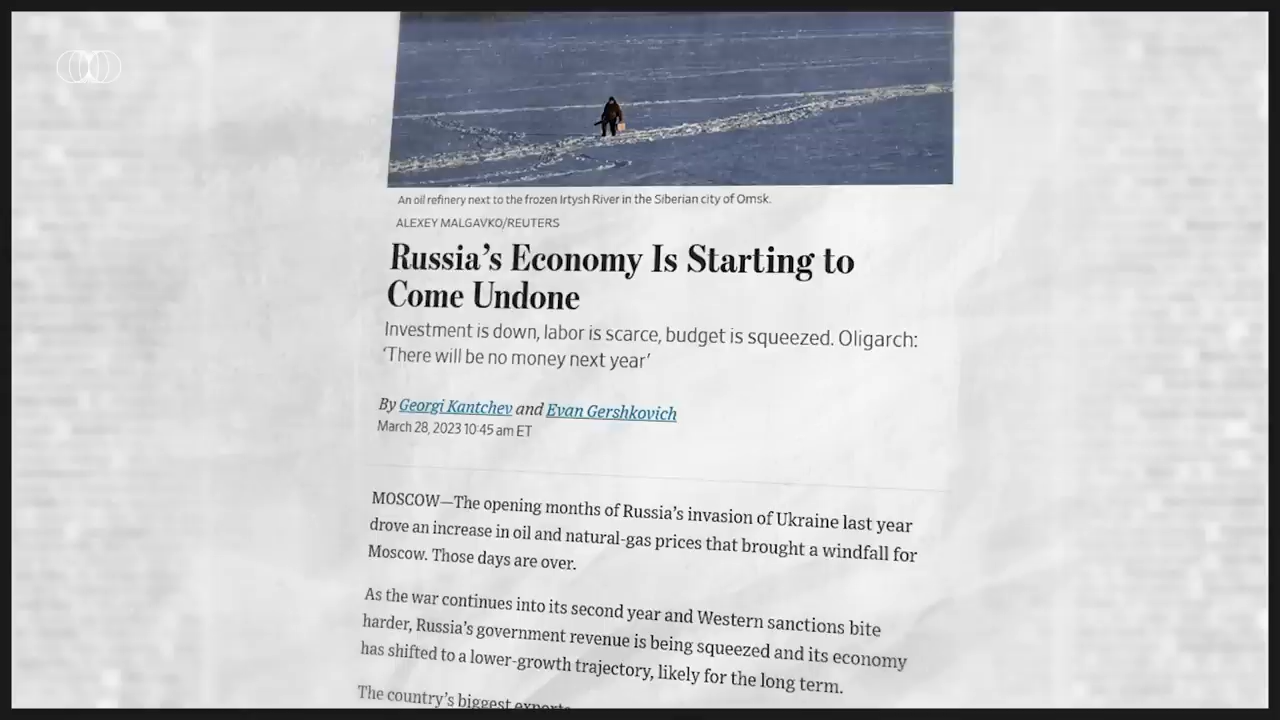 An oil refinery next to the frozen Irtysh River in the Siberian city of Omsk.
ALEXEY MALGAVKO/REUTERS
Russia’s Economy Is Starting to
Come Undone
Investment is down, labor is scarce, budget is squeezed. Oligarch:
‘There will be no money next year’
By Georgi Kantchev and Evan Gershkovich
March 28, 2023 10:45 am ET
MOSCOW—The opening months of Russia’s invasion of Ukraine last year
drove an increase in oil and natural-gas prices that brought a windfall for
Moscow. Those days are over.
As the war continues into its second year and Western sanctions bite
harder, Russia’s government revenue is being squeezed and its economy
has shifted to a lower-growth trajectory, likely for the long term.
The country’s biggest exports